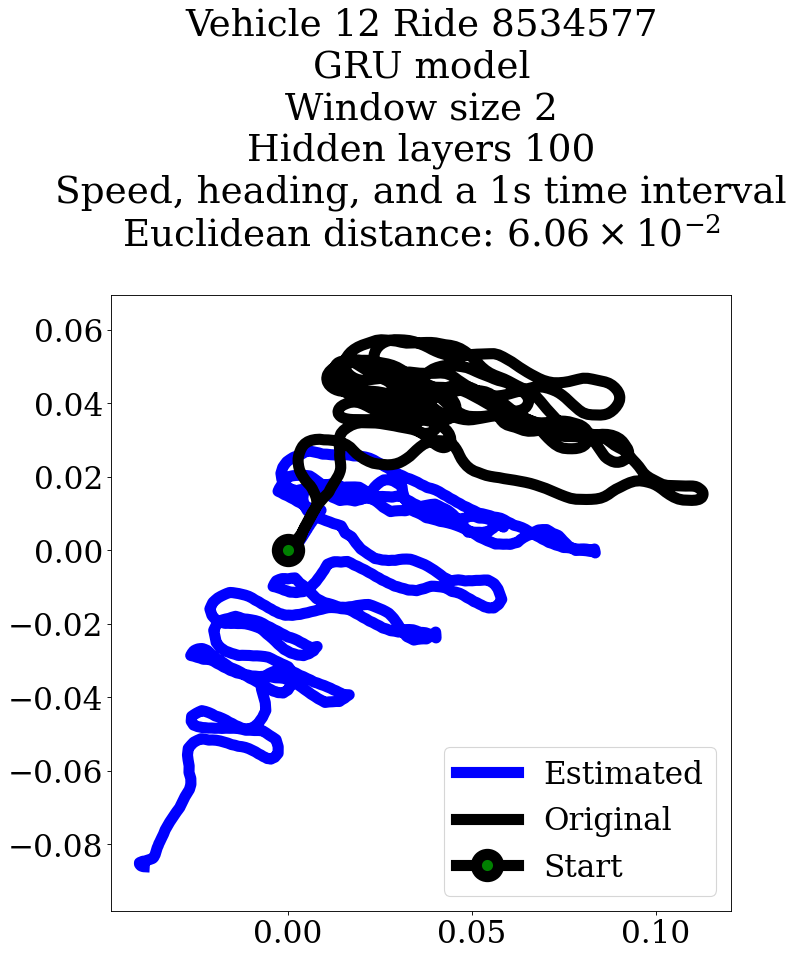 Vehicle 12 Ride 8534577
GRU model
Window size 2
Hidden layers 100
Speed, heading, and a 1s time interval
Euclidean distance: 6.06 × 10⁻²
0.06
0.04
0.02
0.00
−0.02
−0.04
−0.06
−0.08
Estimated
Original
Start
0.00 0.05 0.10